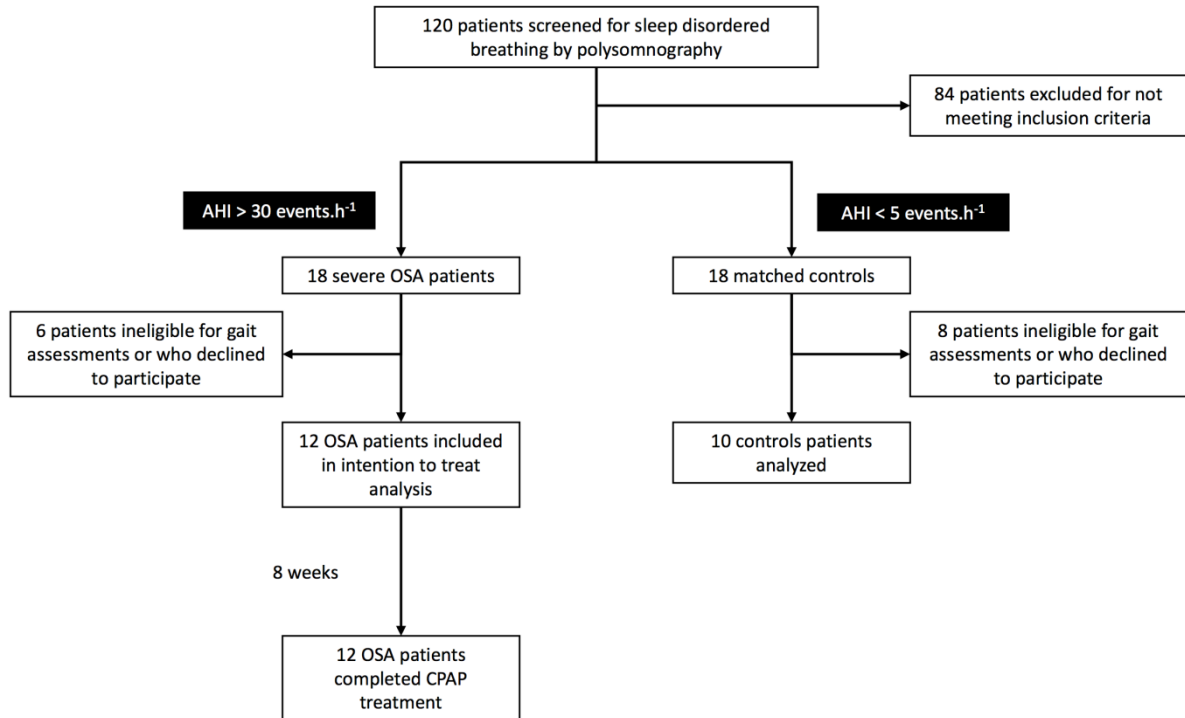 120 patients screened for sleep disordered
breathing by polysomnography
84 patients excluded for not
meeting inclusion criteria
AHI > 30 events.h⁻¹
AHI < 5 events.h⁻¹
18 severe OSA patients
18 matched controls
6 patients ineligible for gait
assessments or who declined
to participate
8 patients ineligible for gait
assessments or who declined
to participate
12 OSA patients included
in intention to treat
analysis
10 controls patients
analyzed
8 weeks
12 OSA patients
completed CPAP
treatment